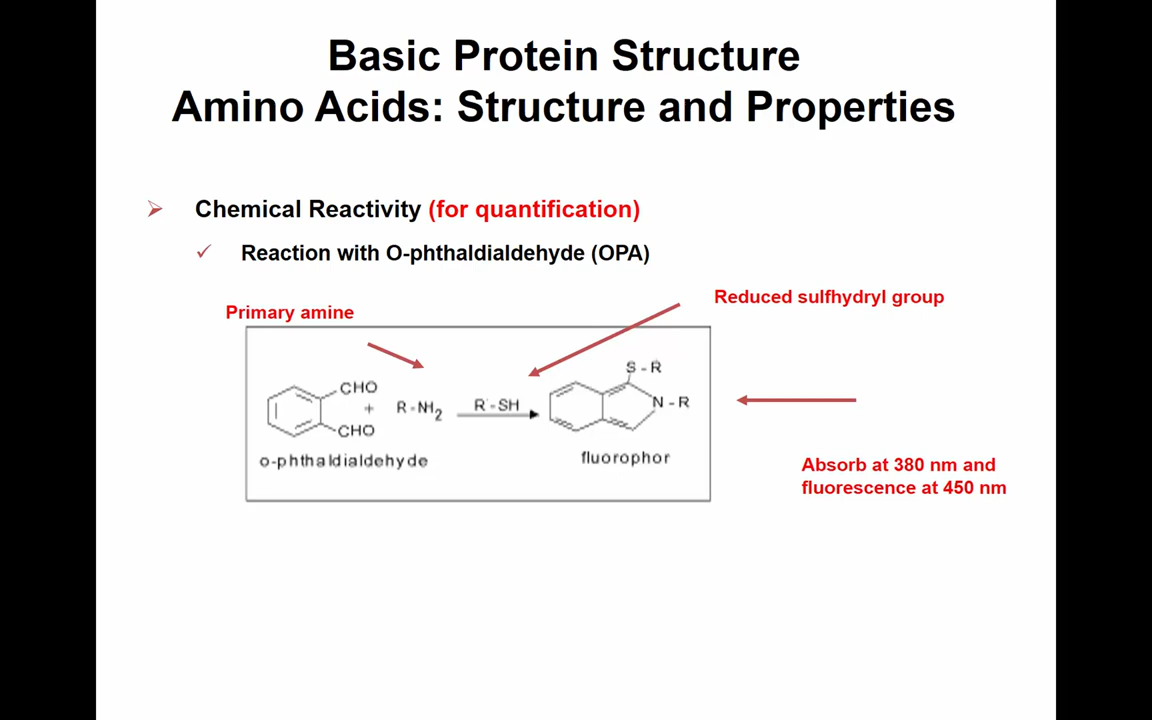 Basic Protein Structure
Amino Acids: Structure and Properties
Chemical Reactivity (for quantification)
Reaction with O-phthaldialdehyde (OPA)
Reduced sulfhydryl group
Primary amine
S - R
CHO
+
R - NH2
R - SH
N - R
CHO
o-phthaldialdehyde
fluorophor
Absorb at 380 nm and
fluorescence at 450 nm